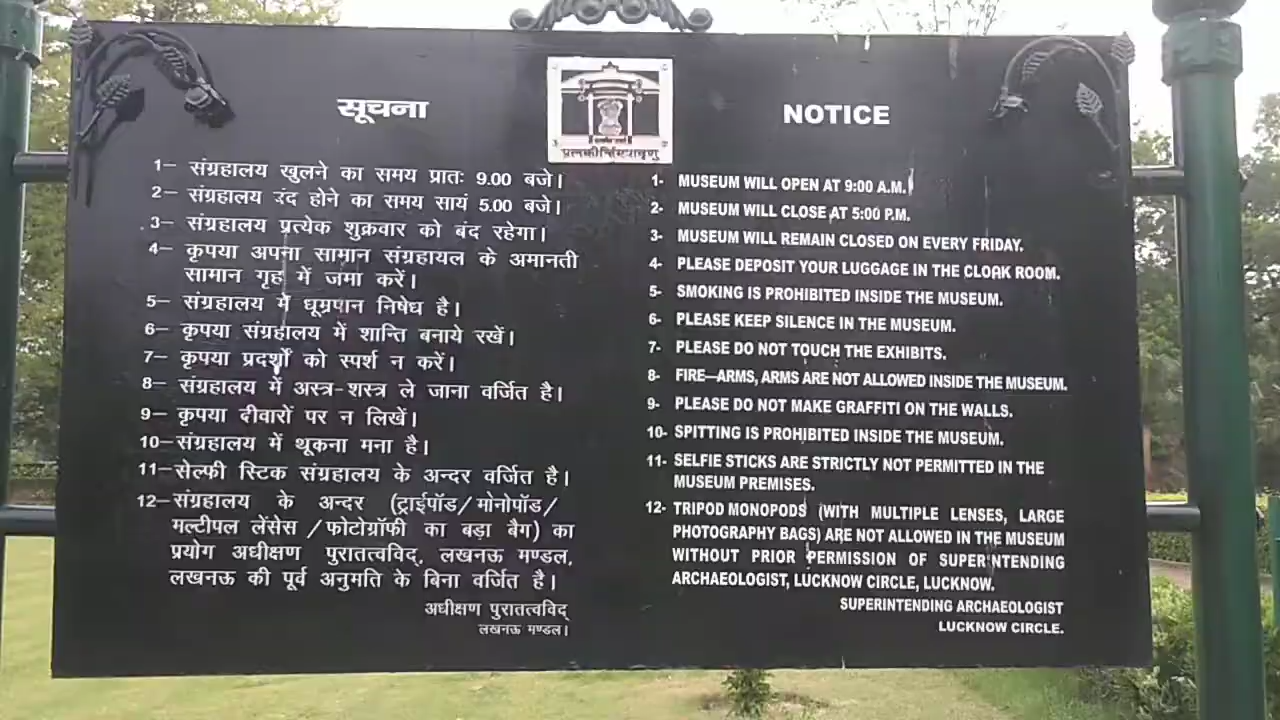 सूचना
1– संग्रहालय खुलने का समय प्रातः 9.00 बजे।
2– संग्रहालय बंद होने का समय सायं 5.00 बजे।
3– संग्रहालय प्रत्येक शुक्रवार को बंद रहेगा।
4– कृपया अपना सामान संग्रहायल के अमानती
सामान गृह में जमा करें।
5– संग्रहालय में धूम्रपान निषेध है।
6– कृपया संग्रहालय में शान्ति बनाये रखें।
7– कृपया प्रदर्शों को स्पर्श न करें।
8– संग्रहालय में अस्त्र-शस्त्र ले जाना वर्जित है।
9– कृपया दीवारों पर न लिखें।
10– संग्रहालय में थूकना मना है।
11– सेल्फी स्टिक संग्रहालय के अन्दर वर्जित है।
12– संग्रहालय के अन्दर (ट्राईपॉड/मोनोपॉड/
मल्टीपल लेंसेस /फोटोग्रॉफी का बड़ा बैग) का
प्रयोग अधीक्षण पुरातत्वविद्, लखनऊ मण्डल,
लखनऊ की पूर्व अनुमति के बिना वर्जित है।
अधीक्षण पुरातत्वविद्
लखनऊ मण्डल।
NOTICE
1- MUSEUM WILL OPEN AT 9:00 A.M.
2- MUSEUM WILL CLOSE AT 5:00 P.M.
3- MUSEUM WILL REMAIN CLOSED ON EVERY FRIDAY.
4- PLEASE DEPOSIT YOUR LUGGAGE IN THE CLOAK ROOM.
5- SMOKING IS PROHIBITED INSIDE THE MUSEUM.
6- PLEASE KEEP SILENCE IN THE MUSEUM.
7- PLEASE DO NOT TOUCH THE EXHIBITS.
8- FIRE—ARMS, ARMS ARE NOT ALLOWED INSIDE THE MUSEUM.
9- PLEASE DO NOT MAKE GRAFFITI ON THE WALLS.
10- SPITTING IS PROHIBITED INSIDE THE MUSEUM.
11- SELFIE STICKS ARE STRICTLY NOT PERMITTED IN THE
MUSEUM PREMISES.
12- TRIPOD MONOPODS (WITH MULTIPLE LENSES, LARGE
PHOTOGRAPHY BAGS) ARE NOT ALLOWED IN THE MUSEUM
WITHOUT PRIOR PERMISSION OF SUPERINTENDING
ARCHAEOLOGIST, LUCKNOW CIRCLE, LUCKNOW.
SUPERINTENDING ARCHAEOLOGIST
LUCKNOW CIRCLE.